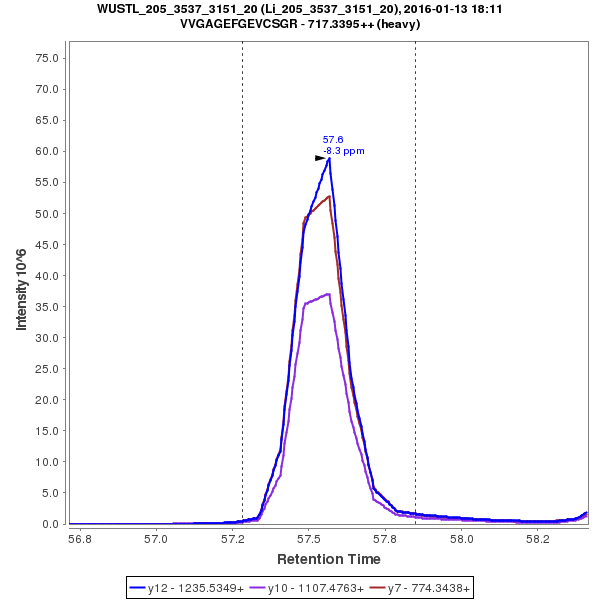 WUSTL_205_3537_3151_20 (Li_205_3537_3151_20), 2016-01-13 18:11
VVGAGEFGEVCSGR - 717.3395++ (heavy)
75.0
70.0
65.0
60.0
55.0
50.0
45.0
40.0
35.0
30.0
25.0
20.0
15.0
10.0
5.0
0.0
Intensity 10^6
57.6
-8.3 ppm
56.8 57.0 57.2 57.5 57.8 58.0 58.2
Retention Time
y12 - 1235.5349+ y10 - 1107.4763+ y7 - 774.3438+